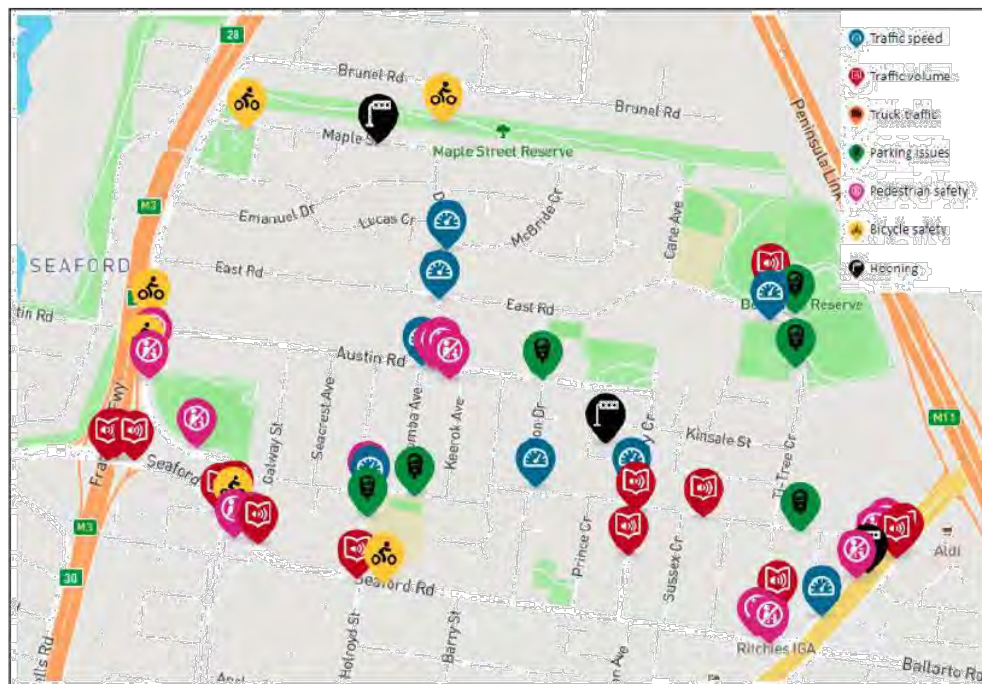 28
Traffic speed
Traffic volume
Truck traffic
Parking issues
Pedestrian safety
Bicycle safety
Hooning
Brunel Rd
Brunel Rd
Peninsula Link
Maple St
Maple Street Reserve
M3
Emanuel Dr
Lucas Cr
McBride Cr
Cane Ave
SEAFORD
East Rd
East Rd
Reserve
tin Rd
Austin Rd
M11
Seacrest Ave
Galway St
Keerok Ave
Kinsale St
Ti-Tree Cr
Seaford
M3
30
Prince Cr
Sussex Cr
Aldi
Seaford Rd
Holroyd St
Barry St
Ritchies IGA
Ballarto Rd